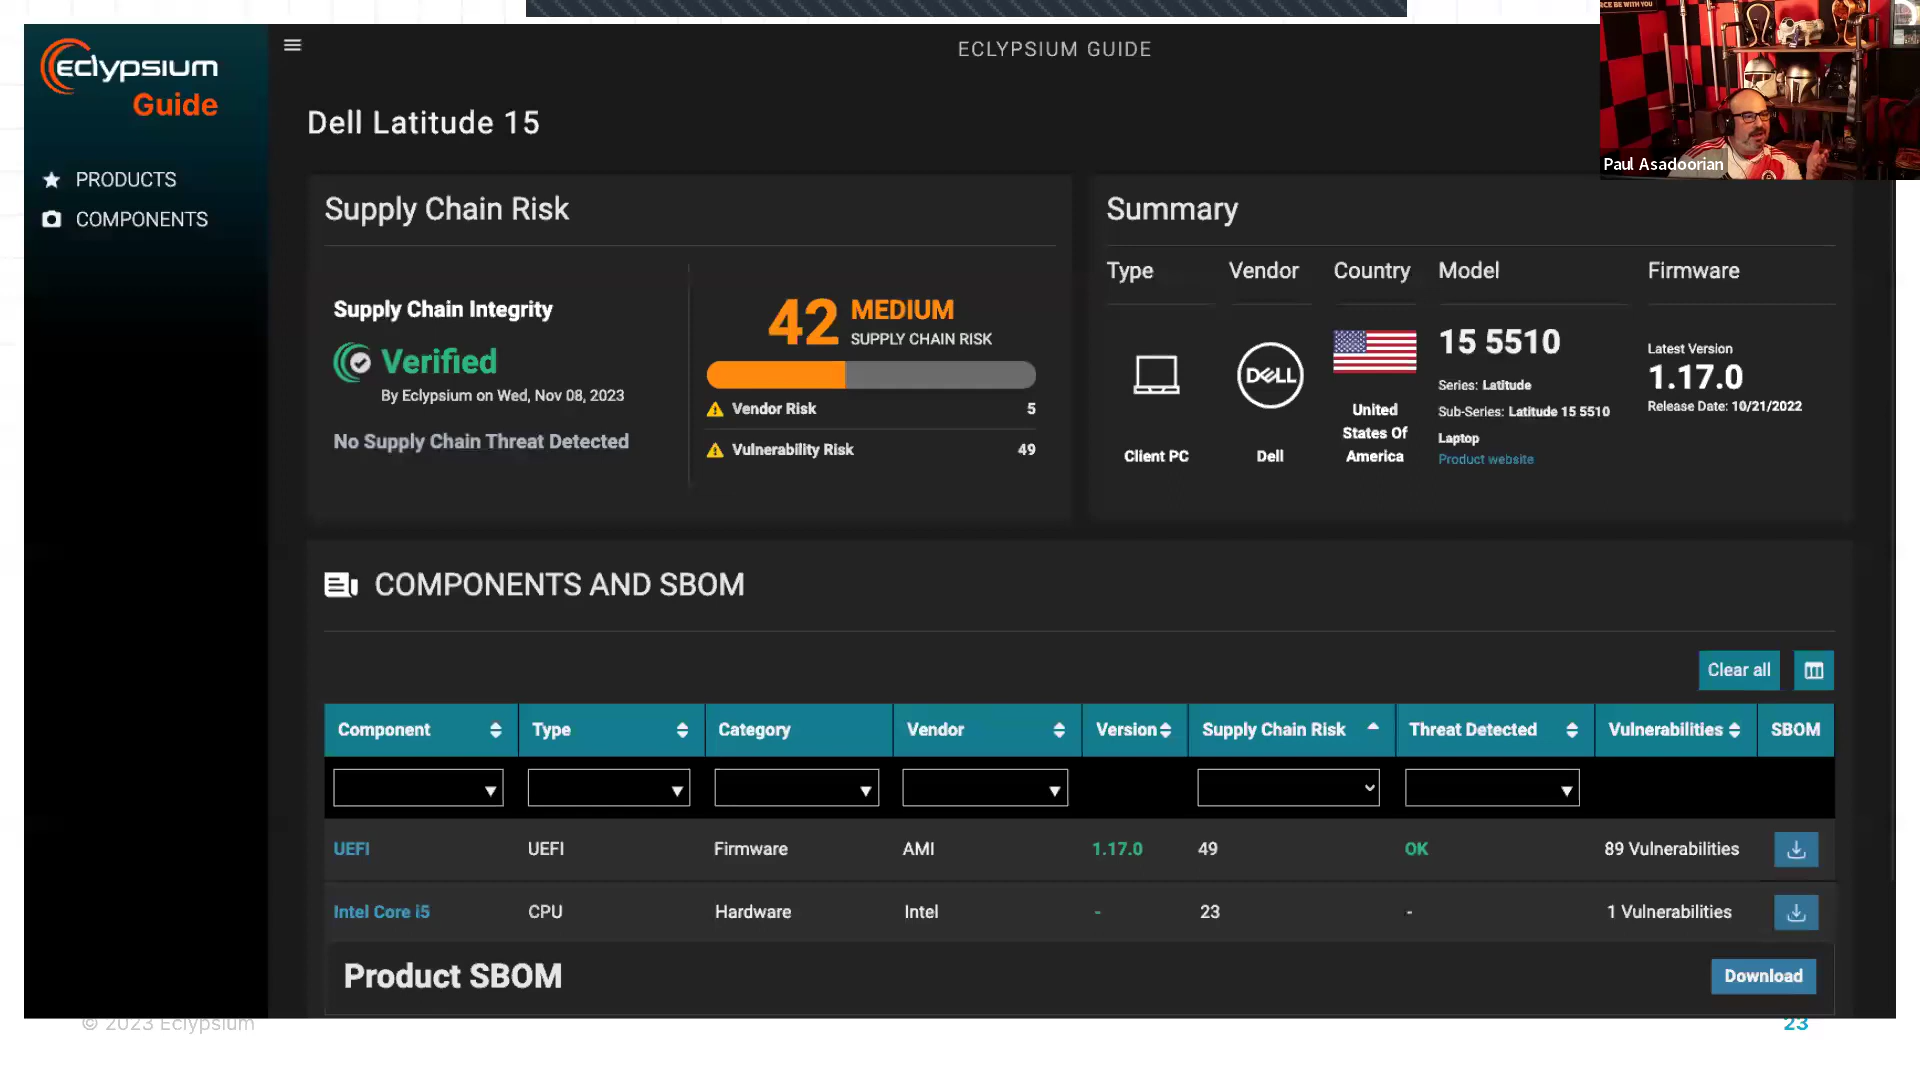 Eclypsium
Guide
PRODUCTS
COMPONENTS
ECLYPSIUM GUIDE
RCE BE WITH YOU
Paul Asadoorian
Dell Latitude 15
Supply Chain Risk
Supply Chain Integrity
Verified
By Eclypsium on Wed, Nov 08, 2023
No Supply Chain Threat Detected
42 MEDIUM
SUPPLY CHAIN RISK
Vendor Risk 5
Vulnerability Risk 49
Summary
Type Vendor Country Model Firmware
Client PC
DELL
Dell
United
States Of
America
15 5510
Series: Latitude
Sub-Series: Latitude 15 5510
Laptop
Product website
Latest Version
1.17.0
Release Date: 10/21/2022
COMPONENTS AND SBOM
Clear all
Component Type Category Vendor Version Supply Chain Risk Threat Detected Vulnerabilities SBOM
UEFI UEFI Firmware AMI 1.17.0 49 OK 89 Vulnerabilities
Intel Core i5 CPU Hardware Intel - 23 - 1 Vulnerabilities
Product SBOM
Download
© 2023 Eclypsium
23